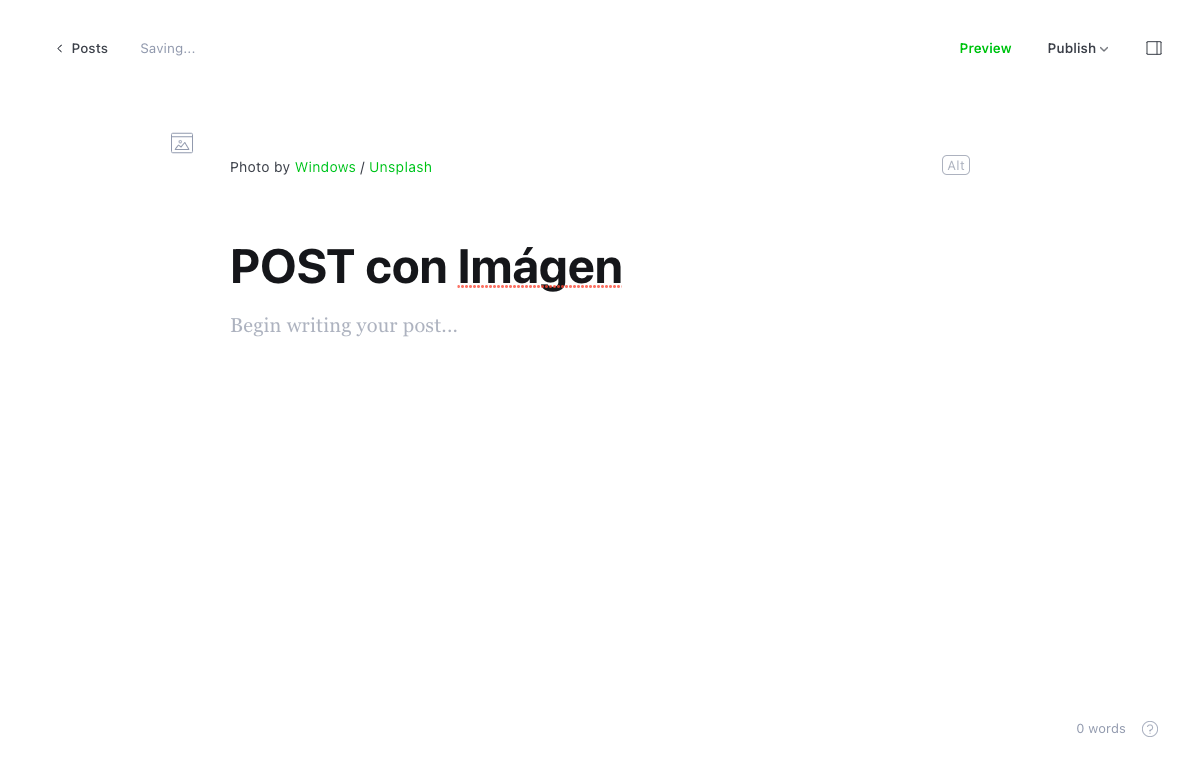 Posts
Saving...
Preview
Publish
Photo by Windows / Unsplash
Alt
POST con Imágen
Begin writing your post...
0 words
?